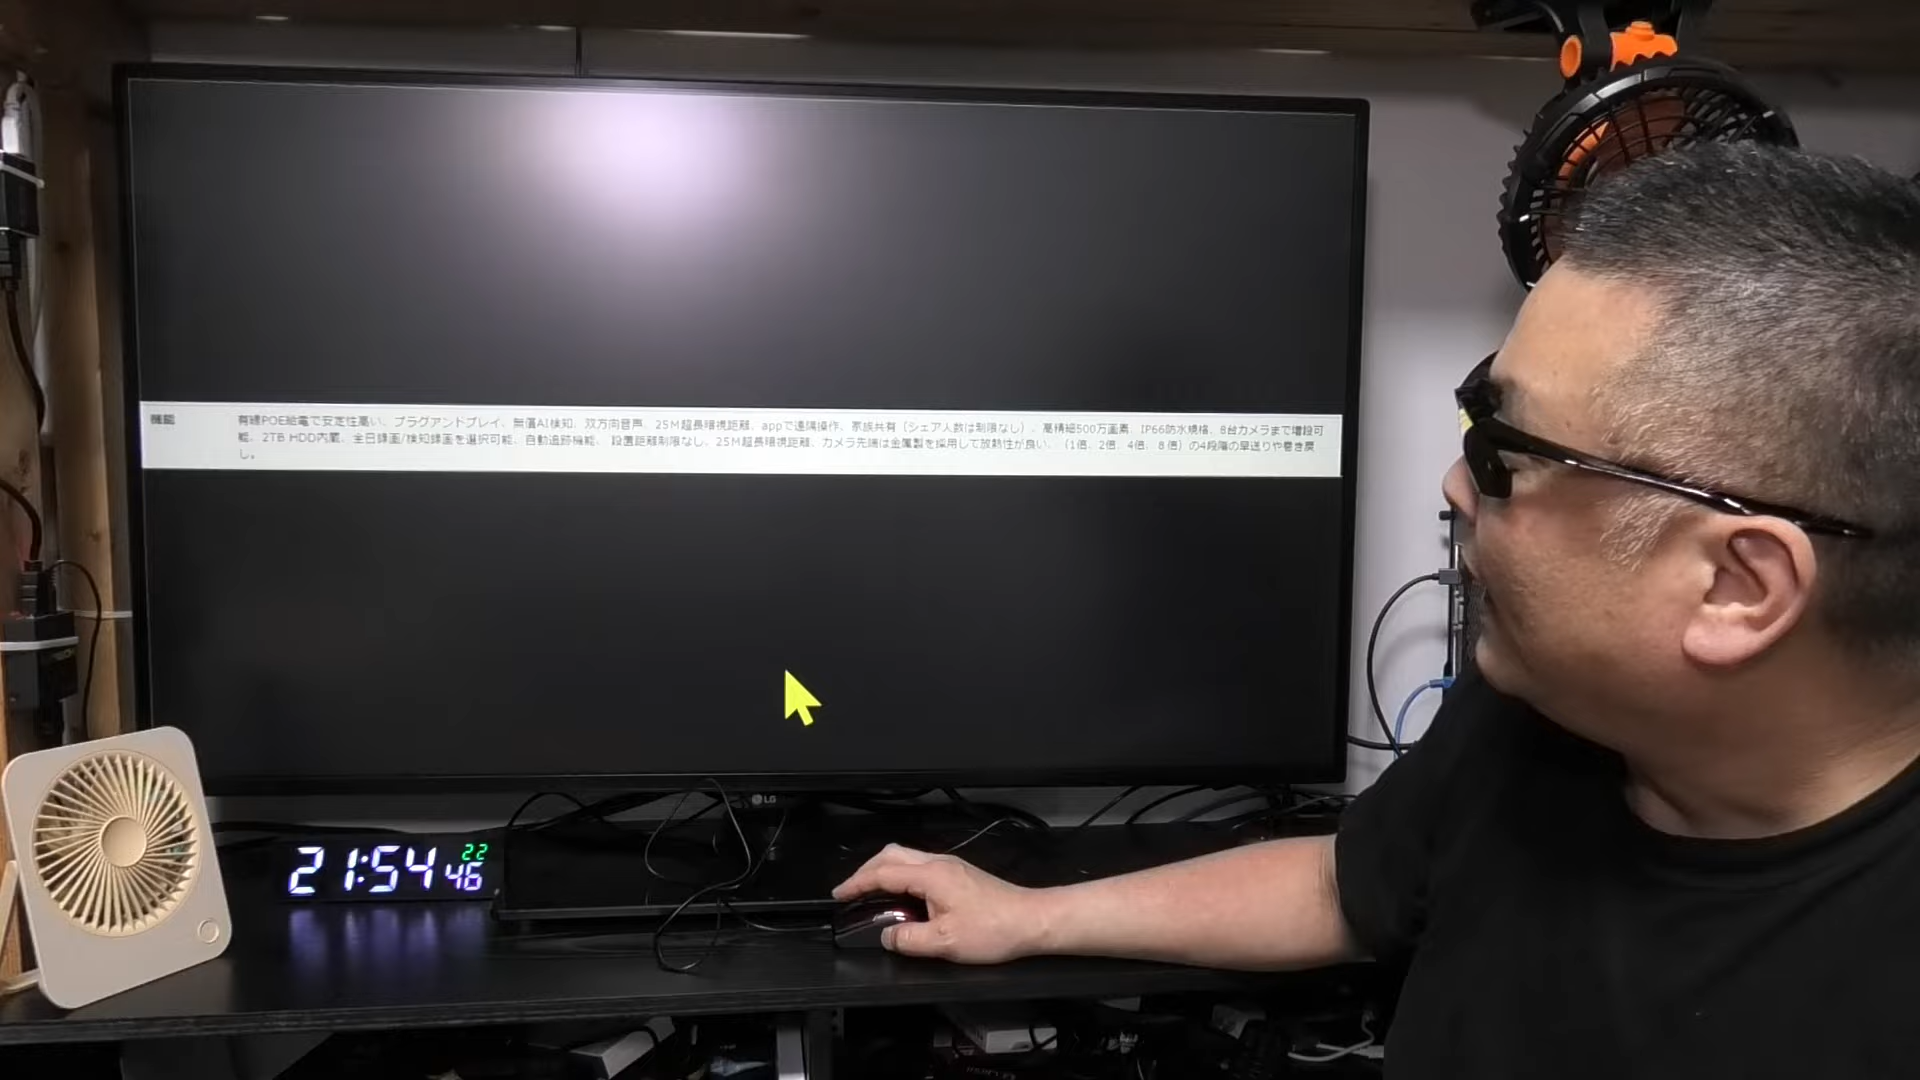 機能
有線POE給電で安定性高い、プラグアンドプレイ、無償AI検知、双方向音声、25M超長暗視距離、appで遠隔操作、家族共有（シェア人数は制限なし）、高精細500万画素、IP66防水規格、8台カメラまで増設可
能、2TB HDD内蔵、全日録画/検知録画を選択可能、自動追跡機能、設置距離制限なし、25M超長暗視距離、カメラ先端は金属製を採用して放熱性が良い、（1倍、2倍、4倍、８倍）の4段階の早送りや巻き戻
し。
LG
22
21:54 46